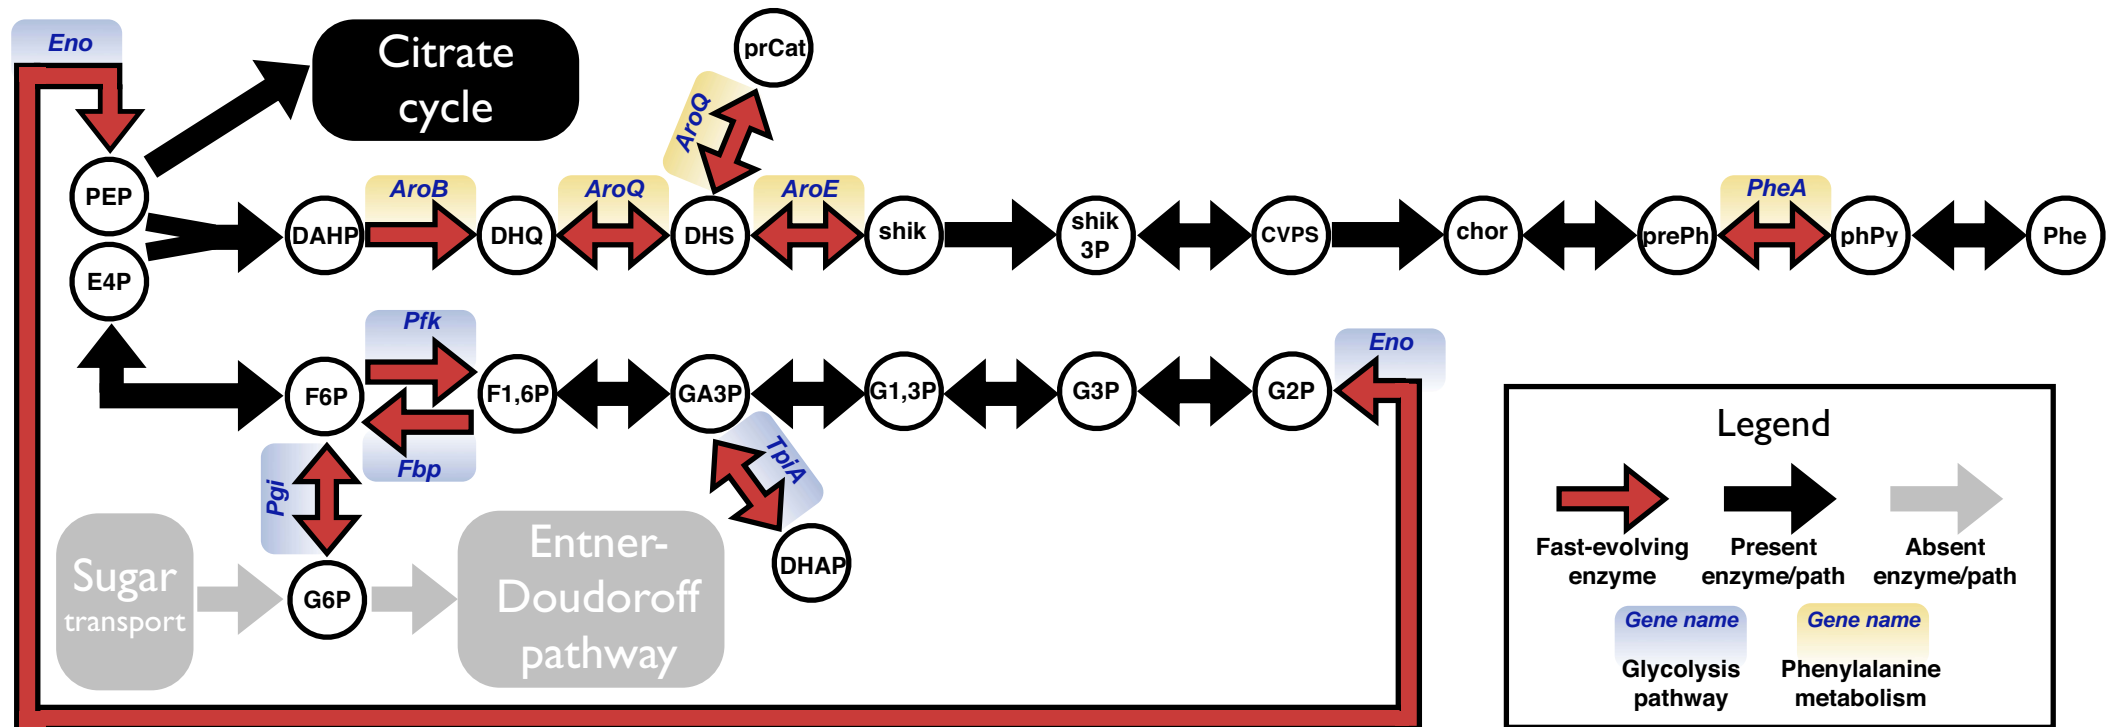 Eno
Citrate
cycle
prCat
AroQ
PEP
AroB
AroQ
AroE
PheA
DAHP
DHQ
DHS
shik
shik
3P
CVPS
chor
prePh
phPy
Phe
E4P
Pfk
Eno
F6P
F1,6P
GA3P
G1,3P
G3P
G2P
Fbp
TpiA
Pgi
DHAP
Sugar
transport
G6P
Entner-
Doudoroff
pathway
Legend
Fast-evolving
enzyme
Present
enzyme/path
Absent
enzyme/path
Gene name
Glycolysis
pathway
Gene name
Phenylalanine
metabolism